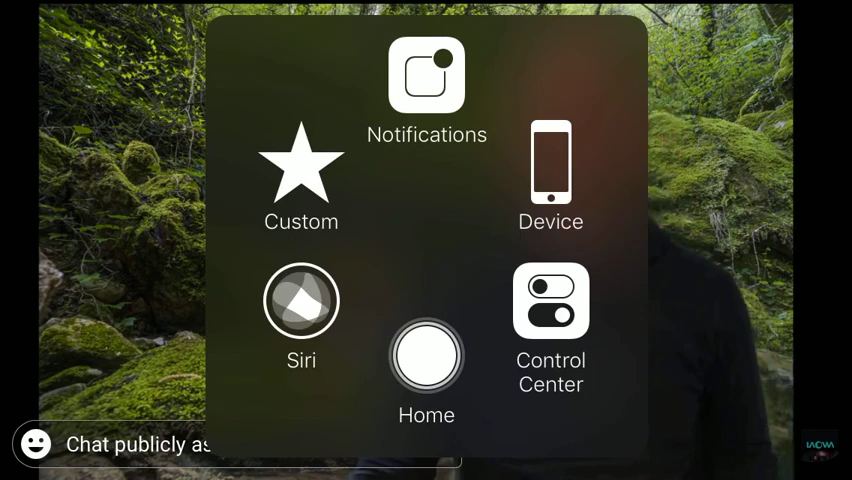 Notifications
Custom
Device
Siri
Control
Center
Home
Chat publicly as